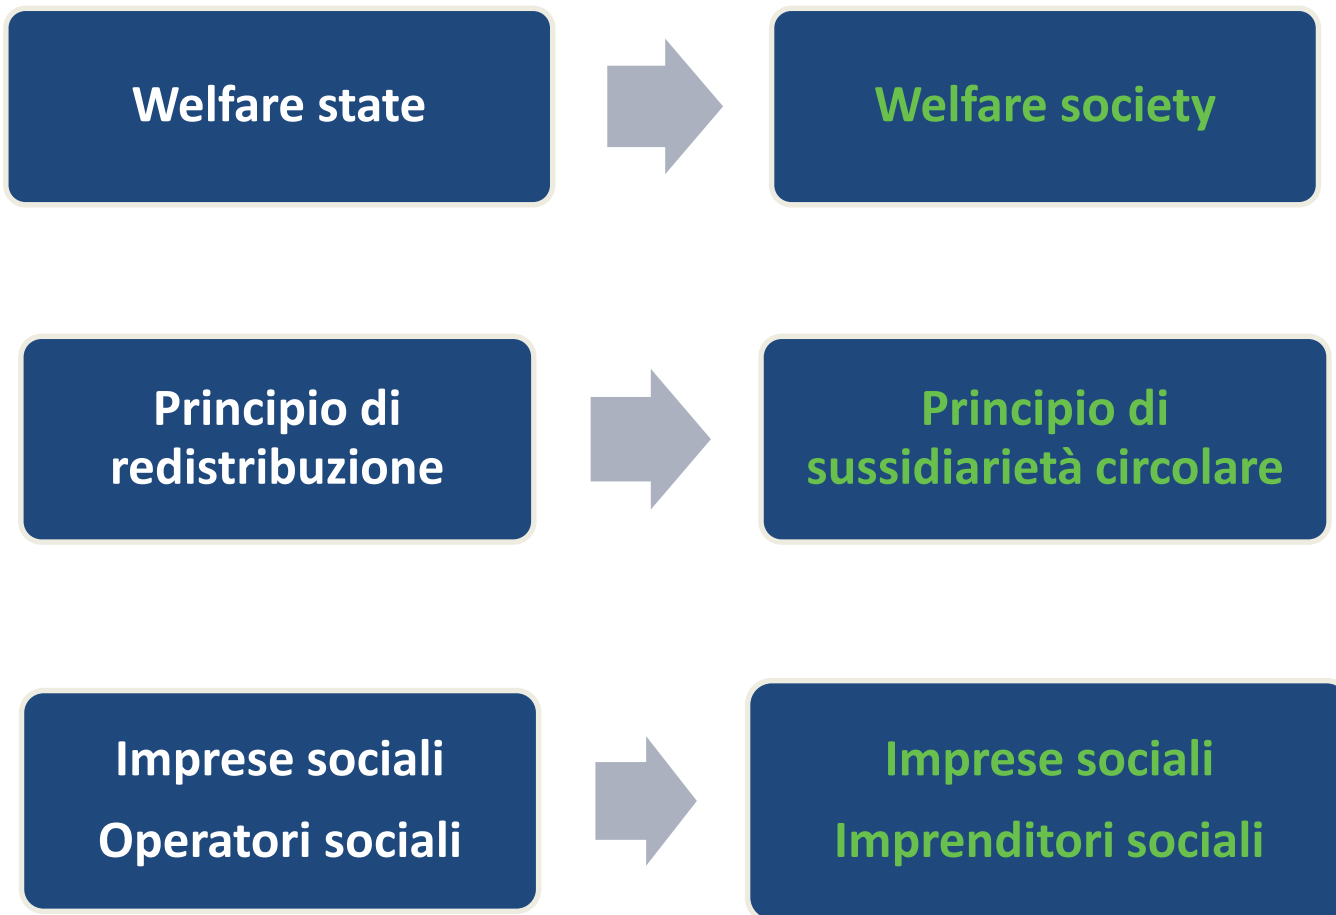 Welfare state
Welfare society
Principio di
redistribuzione
Principio di
sussidiarietà circolare
Imprese sociali
Operatori sociali
Imprese sociali
Imprenditori sociali